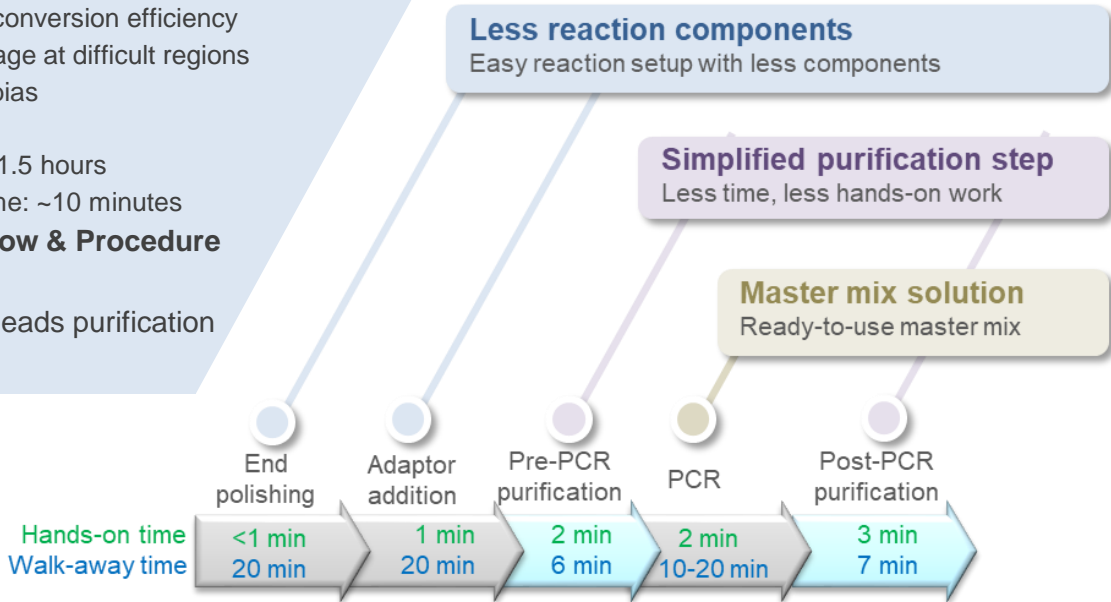 conversion efficiency
age at difficult regions
bias
1.5 hours
ne: ~10 minutes
ow & Procedure
eads purification
Less reaction components
Easy reaction setup with less components
Simplified purification step
Less time, less hands-on work
Master mix solution
Ready-to-use master mix
End
polishing
Adaptor
addition
Pre-PCR
purification
PCR
Post-PCR
purification
Hands-on time <1 min 1 min 2 min 2 min 3 min
Walk-away time 20 min 20 min 6 min 10-20 min 7 min